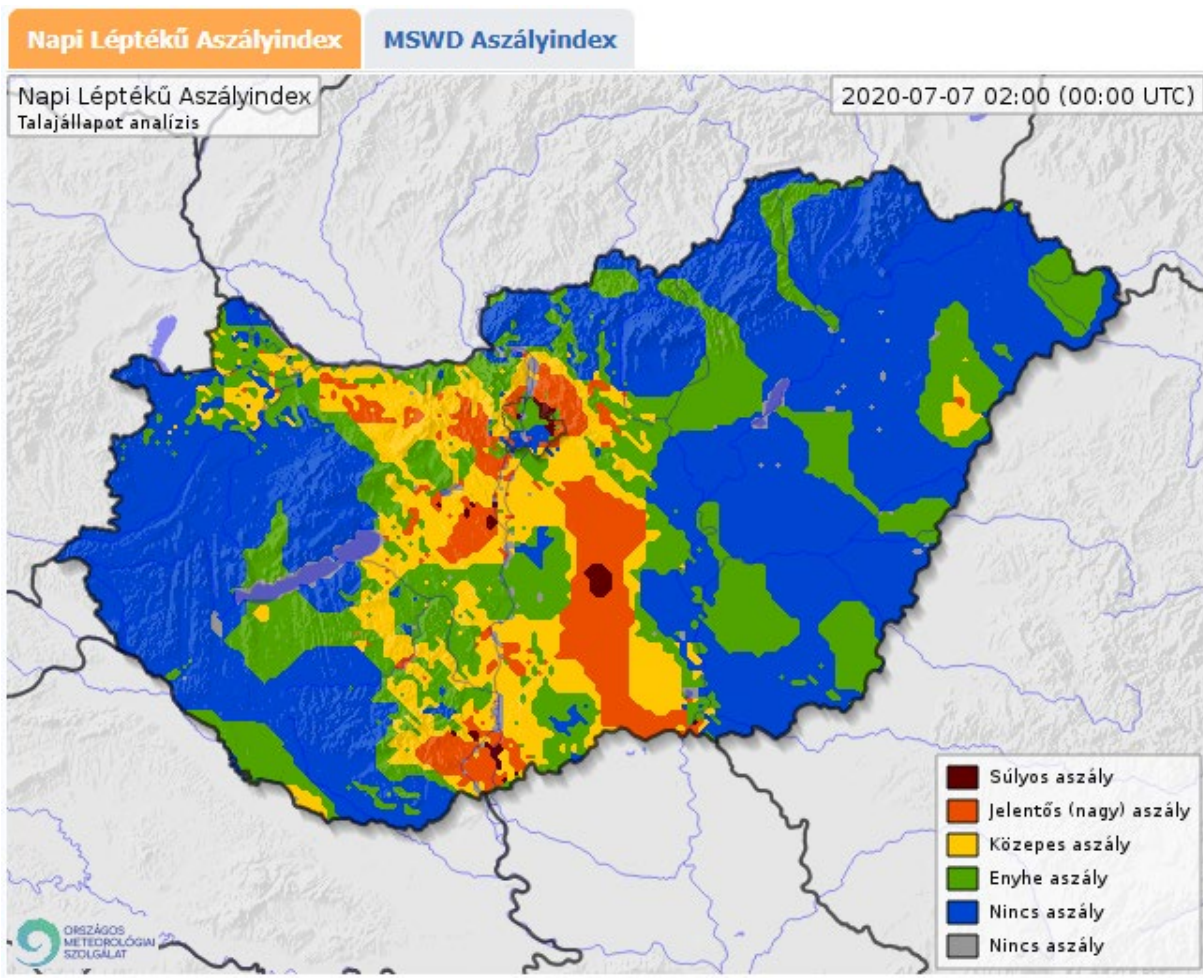 Napi Léptékű Aszályindex
MSWD Aszályindex
Napi Léptékű Aszályindex
Talajállapot analízis
2020-07-07 02:00 (00:00 UTC)
Súlyos aszály
Jelentős (nagy) aszály
Közepes aszály
Enyhe aszály
Nincs aszály
Nincs aszály
ORSZÁGOS
METEOROLÓGIAI
SZOLGÁLAT